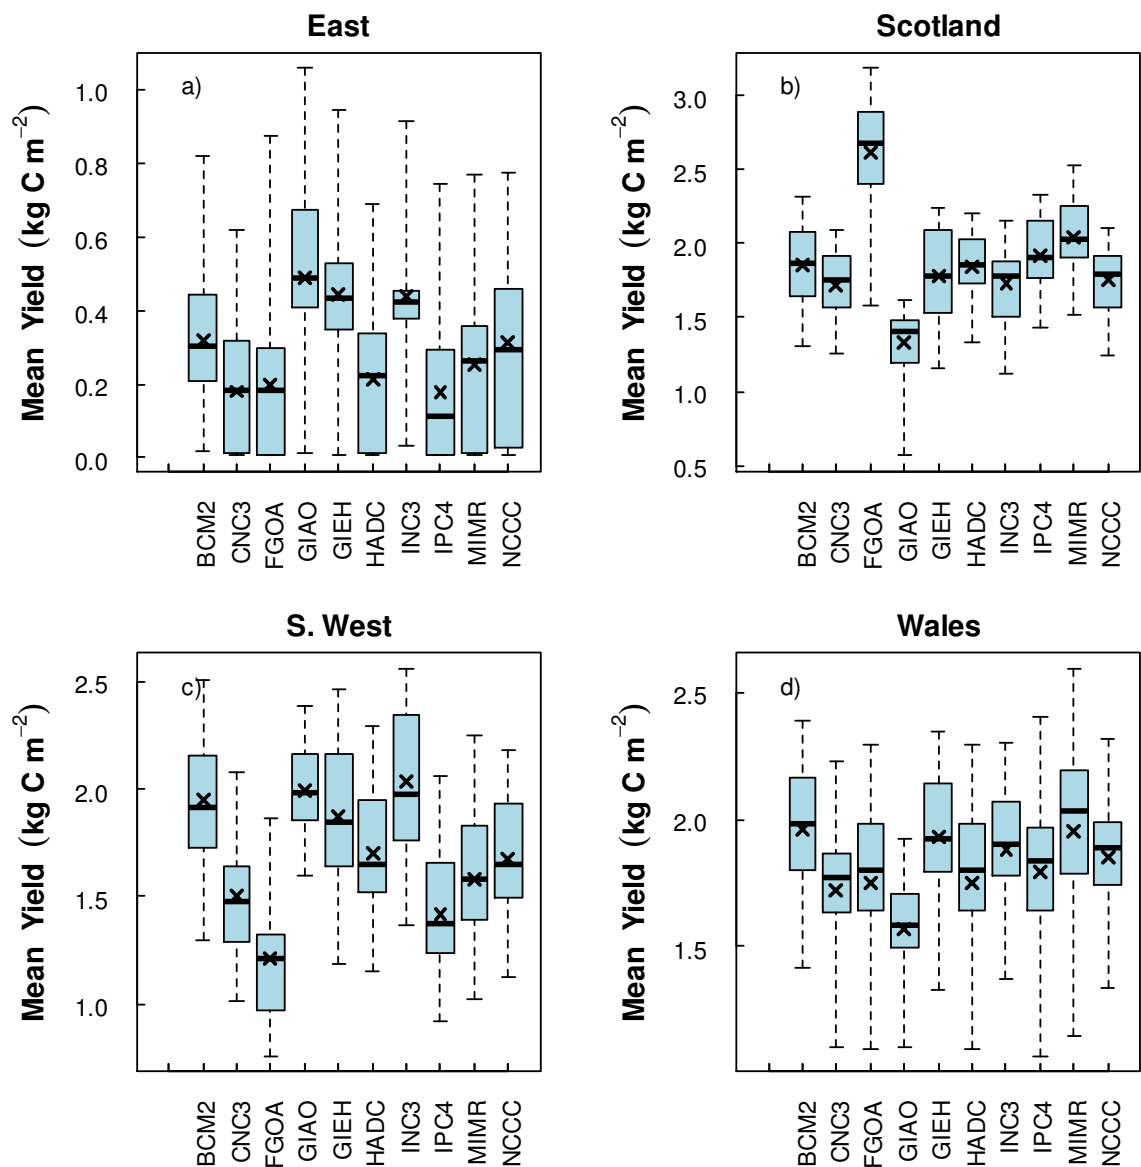 East
a)
Mean Yield (kg C m−2)
1.0
0.8
0.6
0.4
0.2
0.0
BCM2 CNC3 FGOA GIAO GIEH HADC INC3 IPC4 MIMR NCCC
Scotland
b)
Mean Yield (kg C m−2)
3.0
2.5
2.0
1.5
1.0
0.5
BCM2 CNC3 FGOA GIAO GIEH HADC INC3 IPC4 MIMR NCCC
S. West
c)
Mean Yield (kg C m−2)
2.5
2.0
1.5
1.0
BCM2 CNC3 FGOA GIAO GIEH HADC INC3 IPC4 MIMR NCCC
Wales
d)
Mean Yield (kg C m−2)
2.5
2.0
1.5
BCM2 CNC3 FGOA GIAO GIEH HADC INC3 IPC4 MIMR NCCC